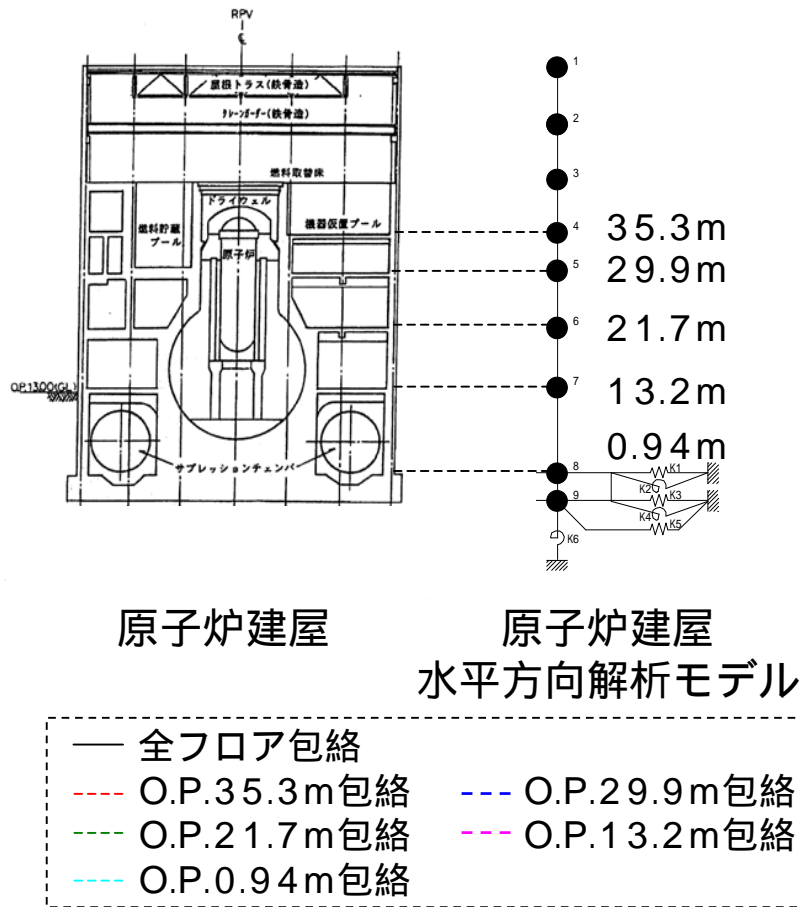 RPV
℄
屋根トラス(鉄骨造)
クレーンガーダー(鉄骨造)
燃料取替床
ドライウェル
燃料貯蔵
プール
機器仮置プール
原子炉
O.P.1300(GL)
サプレッションチェンバ
1
2
3
4
35.3m
5
29.9m
6
21.7m
7
13.2m
0.94m
8
K1
K2
9
K3
K4
K5
K6
原子炉建屋
原子炉建屋
水平方向解析モデル
全フロア包絡
O.P.35.3m包絡
O.P.29.9m包絡
O.P.21.7m包絡
O.P.13.2m包絡
O.P.0.94m包絡